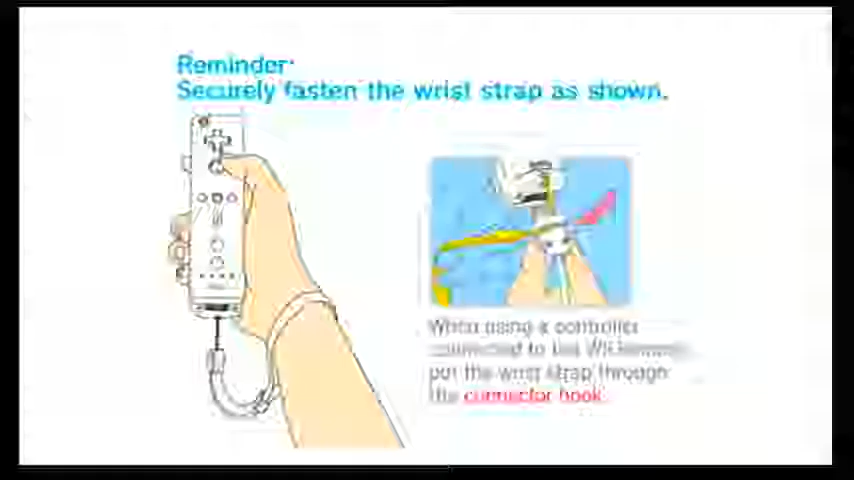 Reminder:
Securely fasten the wrist strap as shown.
When using a controller
connected to the Wii Remote,
put the wrist strap through
the connector hook.